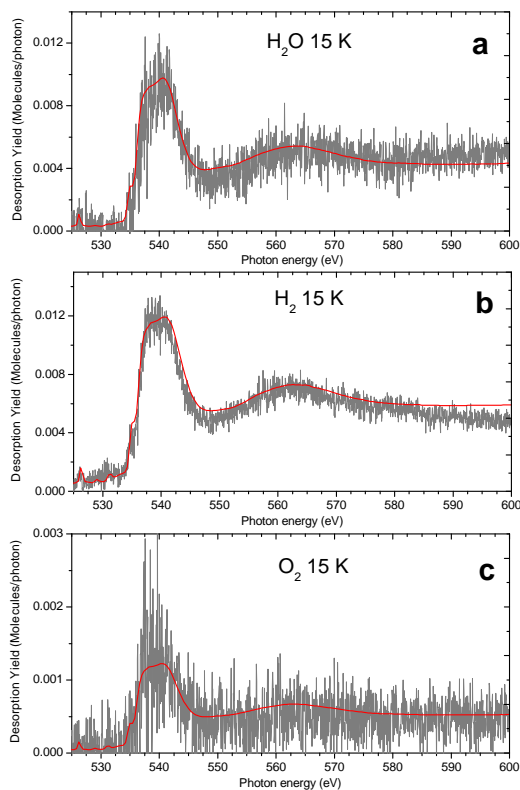 H₂O 15 K
a
Desorption Yield (Molecules/photon)
0.012
0.008
0.004
0.000
530 540 550 560 570 580 590 600
Photon energy (eV)
H₂ 15 K
b
Desorption Yield (Molecules/photon)
0.012
0.008
0.004
0.000
530 540 550 560 570 580 590 600
Photon energy (eV)
O₂ 15 K
c
Desorption Yield (Molecules/photon)
0.003
0.002
0.001
0.000
530 540 550 560 570 580 590 600
Photon energy (eV)